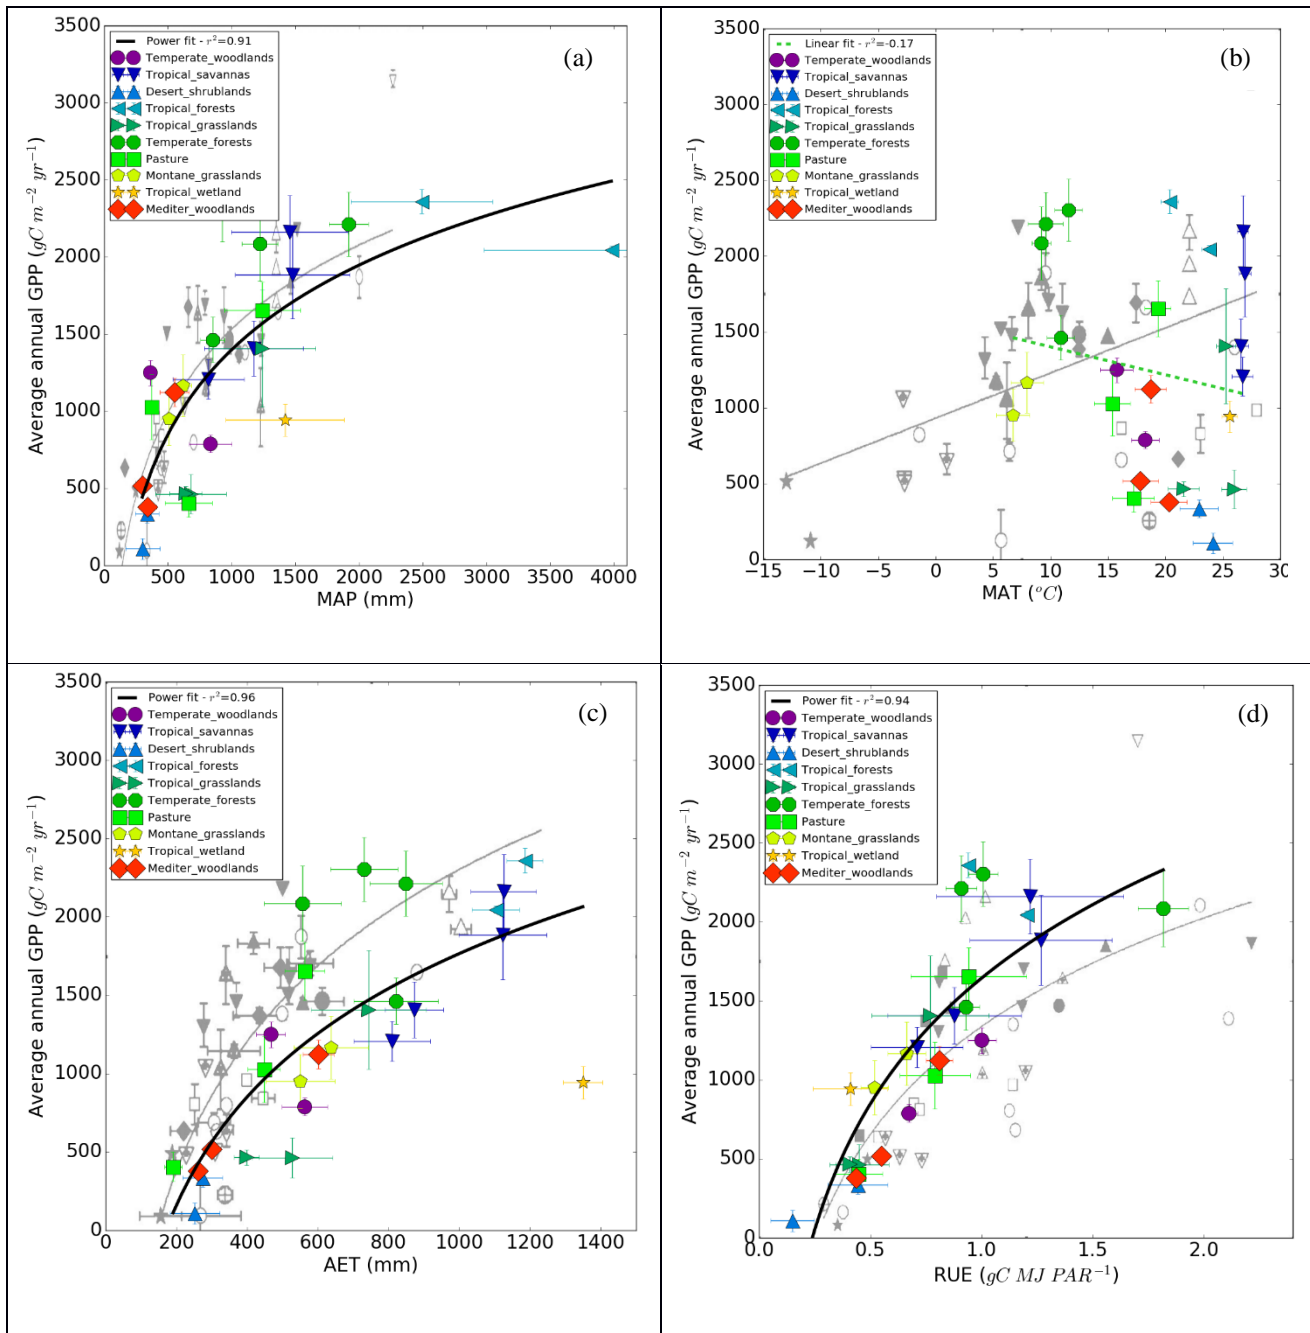 (a)
Power fit - r²=0.91
Temperate_woodlands
Tropical_savannas
Desert_shrublands
Tropical_forests
Tropical_grasslands
Temperate_forests
Pasture
Montane_grasslands
Tropical_wetland
Mediter_woodlands
3500
3000
2500
2000
1500
1000
500
0
Average annual GPP (gC m⁻² yr⁻¹)
0 500 1000 1500 2000 2500 3000 3500 4000
MAP (mm)
(b)
Linear fit - r²=-0.17
Temperate_woodlands
Tropical_savannas
Desert_shrublands
Tropical_forests
Tropical_grasslands
Temperate_forests
Pasture
Montane_grasslands
Tropical_wetland
Mediter_woodlands
3500
3000
2500
2000
1500
1000
500
0
Average annual GPP (gC m⁻² yr⁻¹)
−15 −10 −5 0 5 10 15 20 25 30
MAT (°C)
(c)
Power fit - r²=0.96
Temperate_woodlands
Tropical_savannas
Desert_shrublands
Tropical_forests
Tropical_grasslands
Temperate_forests
Pasture
Montane_grasslands
Tropical_wetland
Mediter_woodlands
3500
3000
2500
2000
1500
1000
500
0
Average annual GPP (gC m⁻² yr⁻¹)
0 200 400 600 800 1000 1200 1400
AET (mm)
(d)
Power fit - r²=0.94
Temperate_woodlands
Tropical_savannas
Desert_shrublands
Tropical_forests
Tropical_grasslands
Temperate_forests
Pasture
Montane_grasslands
Tropical_wetland
Mediter_woodlands
3500
3000
2500
2000
1500
1000
500
0
Average annual GPP (gC m⁻² yr⁻¹)
0.0 0.5 1.0 1.5 2.0
RUE (gC MJ PAR⁻¹)